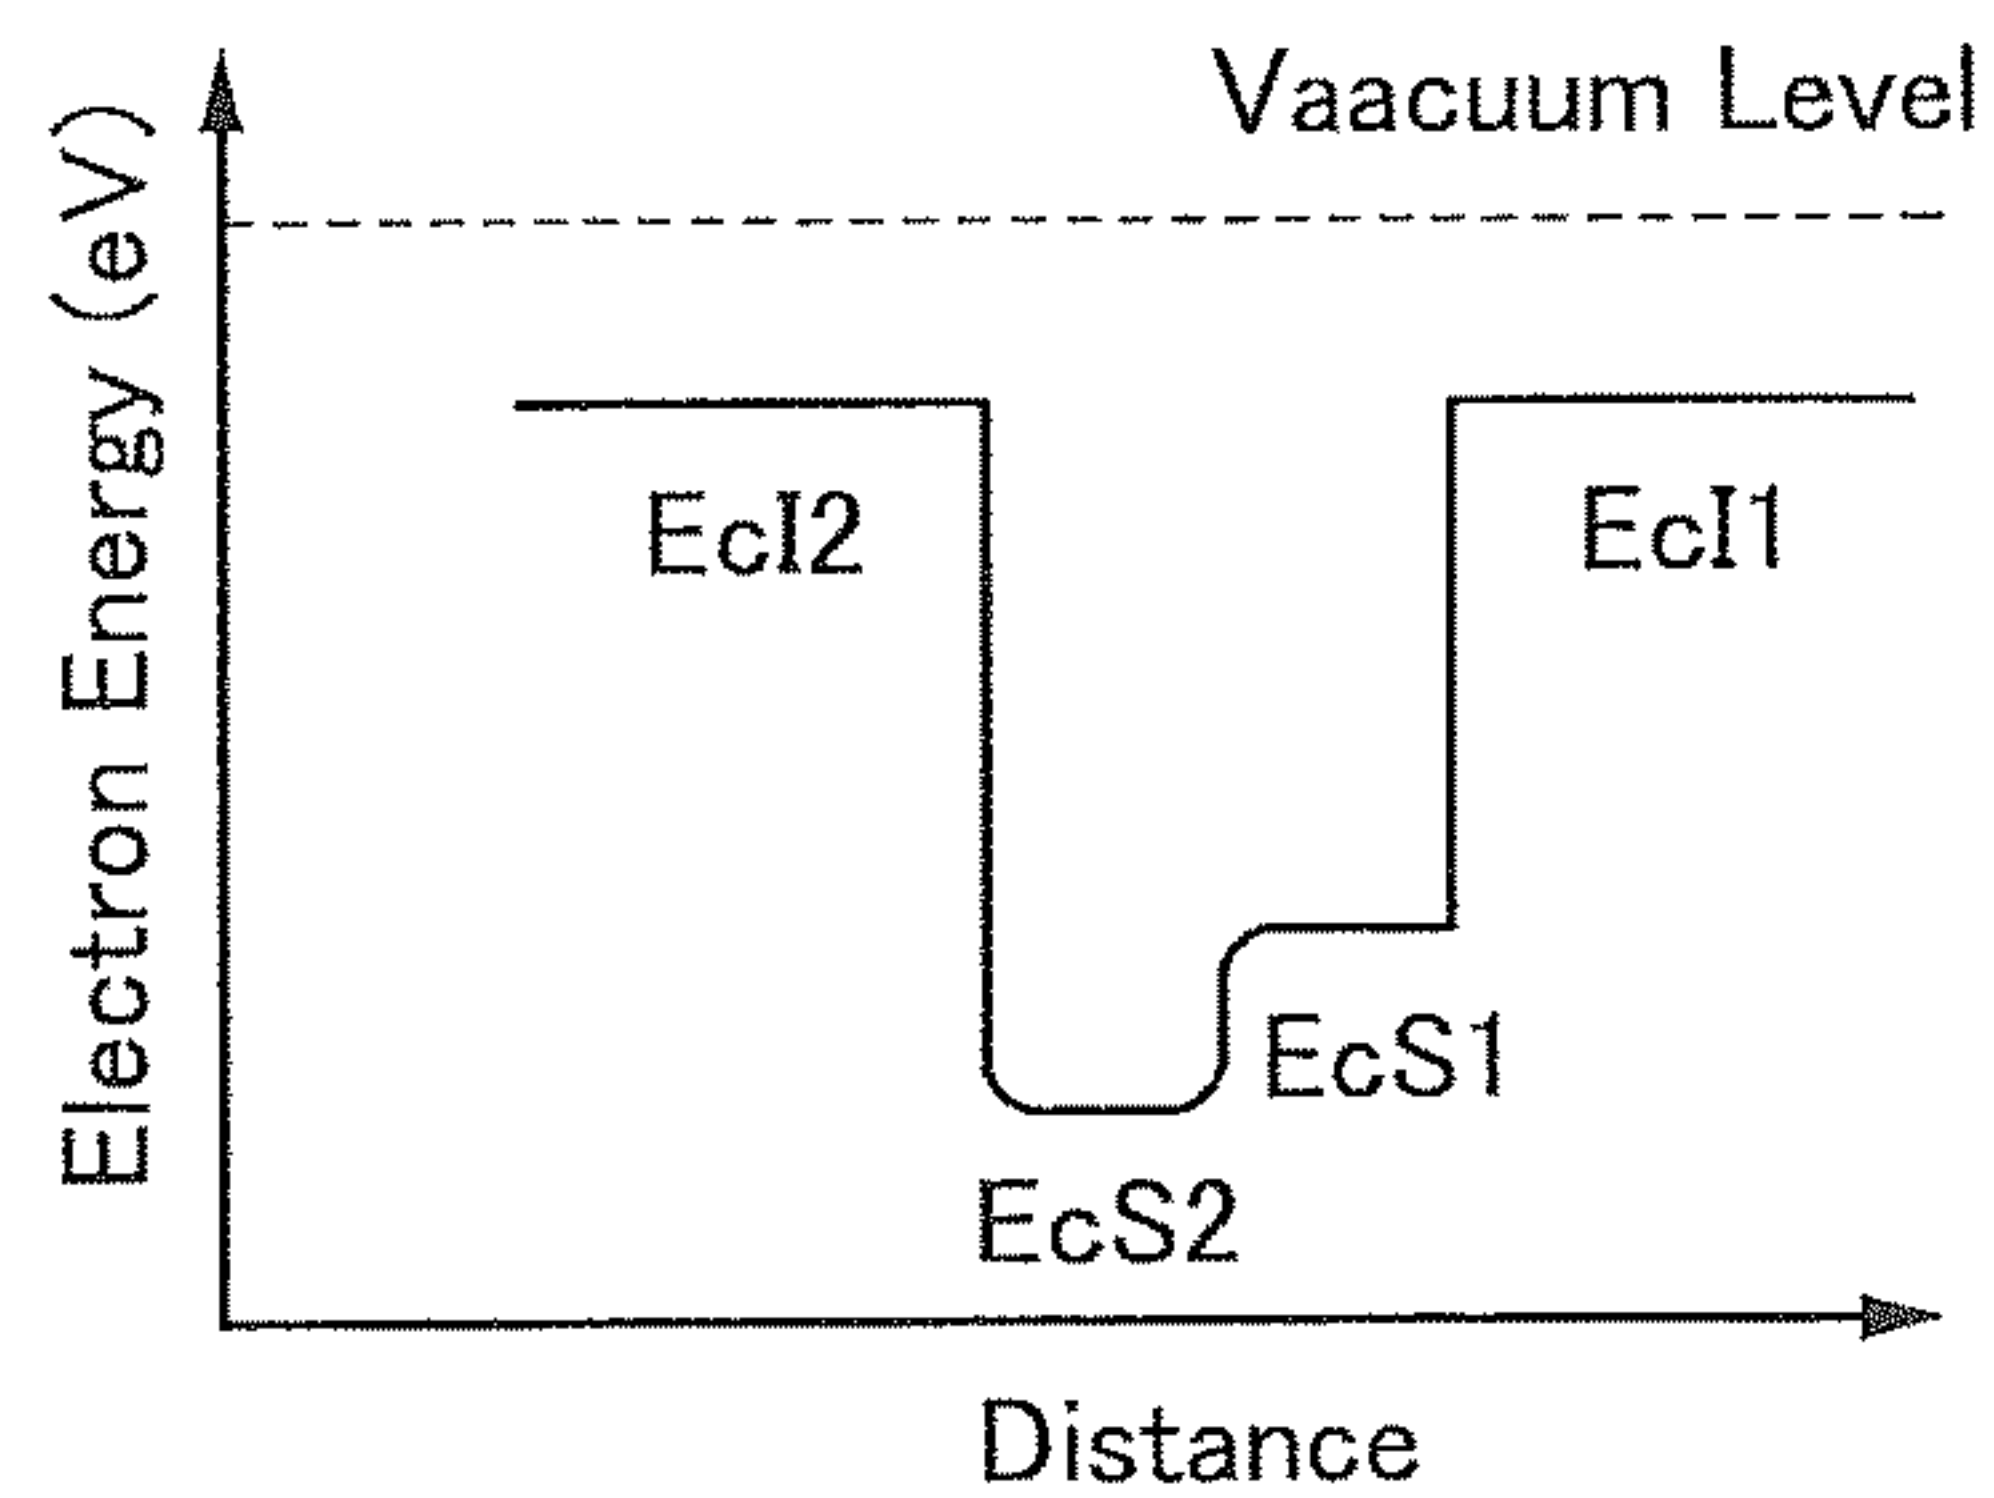 Vaacuum Level
Electron Energy (eV)
EcI2
EcI1
EcS1
EcS2
Distance